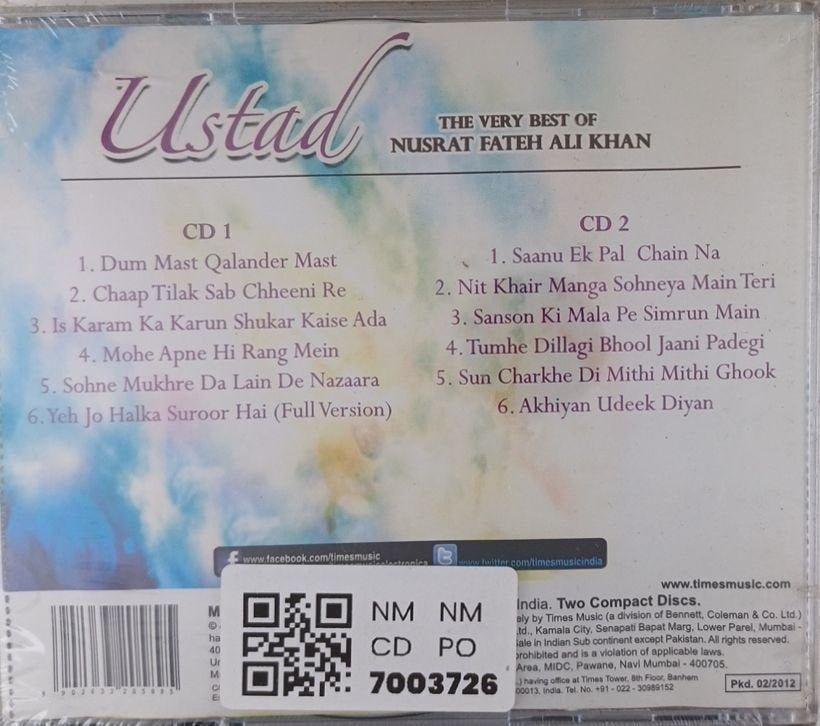 Ustad
THE VERY BEST OF
NUSRAT FATEH ALI KHAN
CD 1
1. Dum Mast Qalander Mast
2. Chaap Tilak Sab Chheeni Re
3. Is Karam Ka Karun Shukar Kaise Ada
4. Mohe Apne Hi Rang Mein
5. Sohne Mukhre Da Lain De Nazaara
6. Yeh Jo Halka Suroor Hai (Full Version)
CD 2
1. Saanu Ek Pal Chain Na
2. Nit Khair Manga Sohneya Main Teri
3. Sanson Ki Mala Pe Simrun Main
4. Tumhe Dillagi Bhool Jaani Padegi
5. Sun Charkhe Di Mithi Mithi Ghook
6. Akhiyan Udeek Diyan
www.facebook.com/timesmusic
www.twitter.com/timesmusicindia
www.timesmusic.com
India. Two Compact Discs.
by Times Music (a division of Bennett, Coleman & Co. Ltd.)
Kamala City, Senapati Bapat Marg, Lower Parel, Mumbai -
in Indian Sub continent except Pakistan. All rights reserved.
and is a violation of applicable laws.
Area, MIDC, Pawane, Navi Mumbai - 400705.
having office at Times Tower, 8th Floor,
India. Tel. No. +91 - 022 - 30989152
Pkd. 02/2012
NM NM
CD PO
7003726